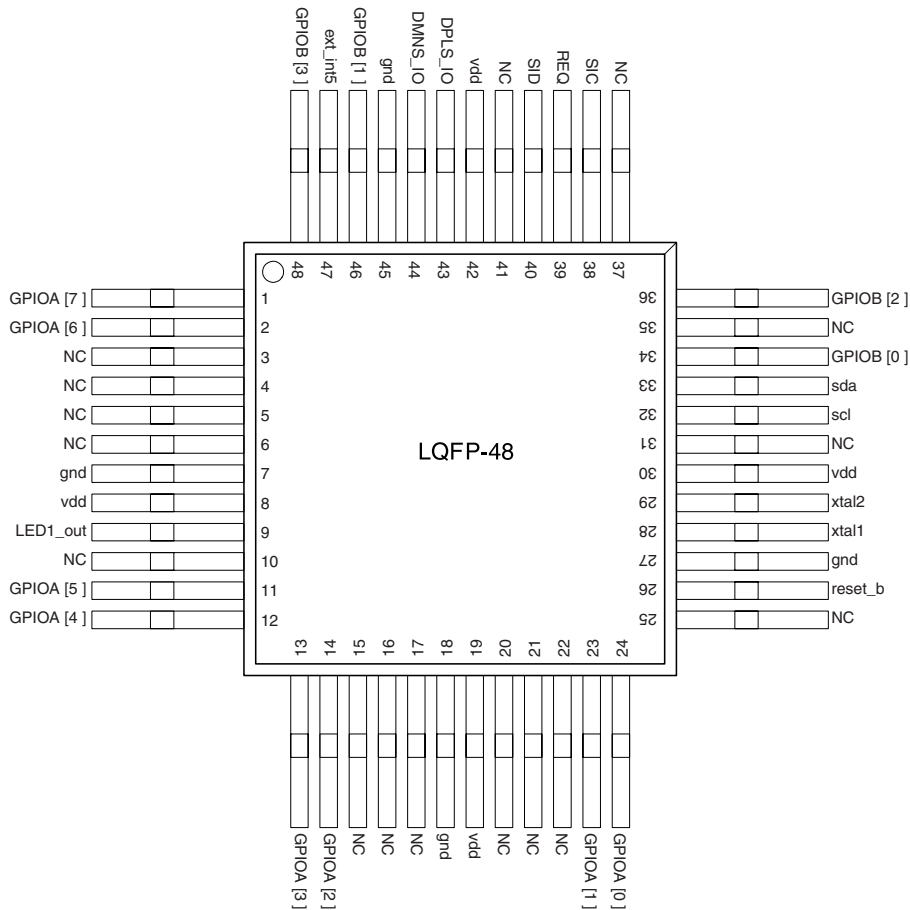 GPIOB [3 ]
ext_int5
GPIOB [1 ]
gnd
DMNS_IO
DPLS_IO
vdd
NC
SID
REQ
SIC
NC
48
47
46
45
44
43
42
41
40
39
38
37
GPIOA [7 ]
1
36
GPIOB [2 ]
GPIOA [6 ]
2
35
NC
NC
3
34
GPIOB [0 ]
NC
4
33
sda
NC
5
32
scl
NC
6
31
NC
LQFP-48
gnd
7
30
vdd
vdd
8
29
xtal2
LED1_out
9
28
xtal1
NC
10
27
gnd
GPIOA [5 ]
11
26
reset_b
GPIOA [4 ]
12
25
NC
13
14
15
16
17
18
19
20
21
22
23
24
GPIOA [3 ]
GPIOA [2 ]
NC
NC
NC
gnd
vdd
NC
NC
NC
GPIOA [1 ]
GPIOA [0 ]